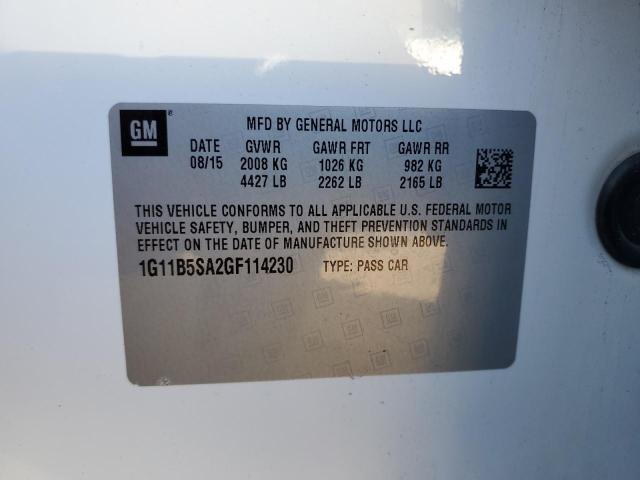 GM
MFD BY GENERAL MOTORS LLC
DATE GVWR GAWR FRT GAWR RR
08/15 2008 KG 1026 KG 982 KG
4427 LB 2262 LB 2165 LB
THIS VEHICLE CONFORMS TO ALL APPLICABLE U.S. FEDERAL MOTOR
VEHICLE SAFETY, BUMPER, AND THEFT PREVENTION STANDARDS IN
EFFECT ON THE DATE OF MANUFACTURE SHOWN ABOVE.
1G11B5SA2GF114230 TYPE: PASS CAR